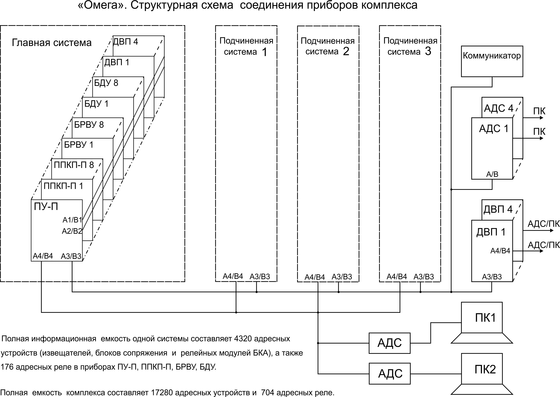 «Омега». Структурная схема соединения приборов комплекса
Главная система
ДВП 4
ДВП 1
БДУ 8
БДУ 1
БРВУ 8
БРВУ 1
ППКП-П 8
ППКП-П 1
ПУ-П
А1/В1
А2/В2
А4/В4 А3/В3
Подчиненная
система 1
А4/В4 А3/В3
Подчиненная
система 2
А4/В4 А3/В3
Подчиненная
система 3
А4/В4 А3/В3
Коммуникатор
АДС 4
ПК
АДС 1
ПК
А/В
ДВП 4
АДС/ПК
ДВП 1
А4/В4
АДС/ПК
А3/В3
АДС
ПК1
АДС
ПК2
Полная информационная емкость одной системы составляет 4320 адресных
устройств (извещателей, блоков сопряжения и релейных модулей БКА), а также
176 адресных реле в приборах ПУ-П, ППКП-П, БРВУ, БДУ.
Полная емкость комплекса составляет 17280 адресных устройств и 704 адресных реле.